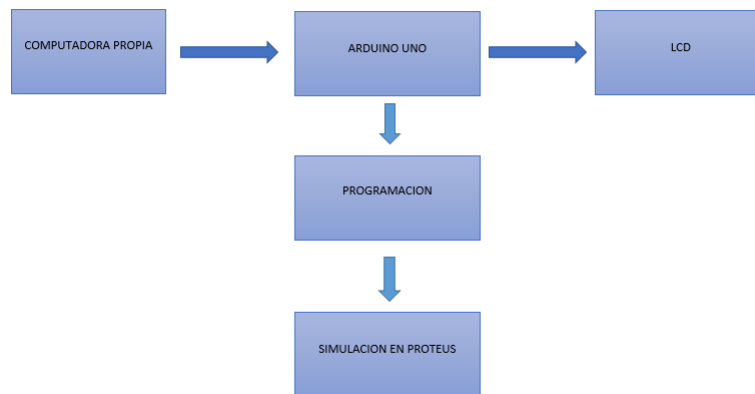 COMPUTADORA PROPIA
ARDUINO UNO
LCD
PROGRAMACION
SIMULACION EN PROTEUS